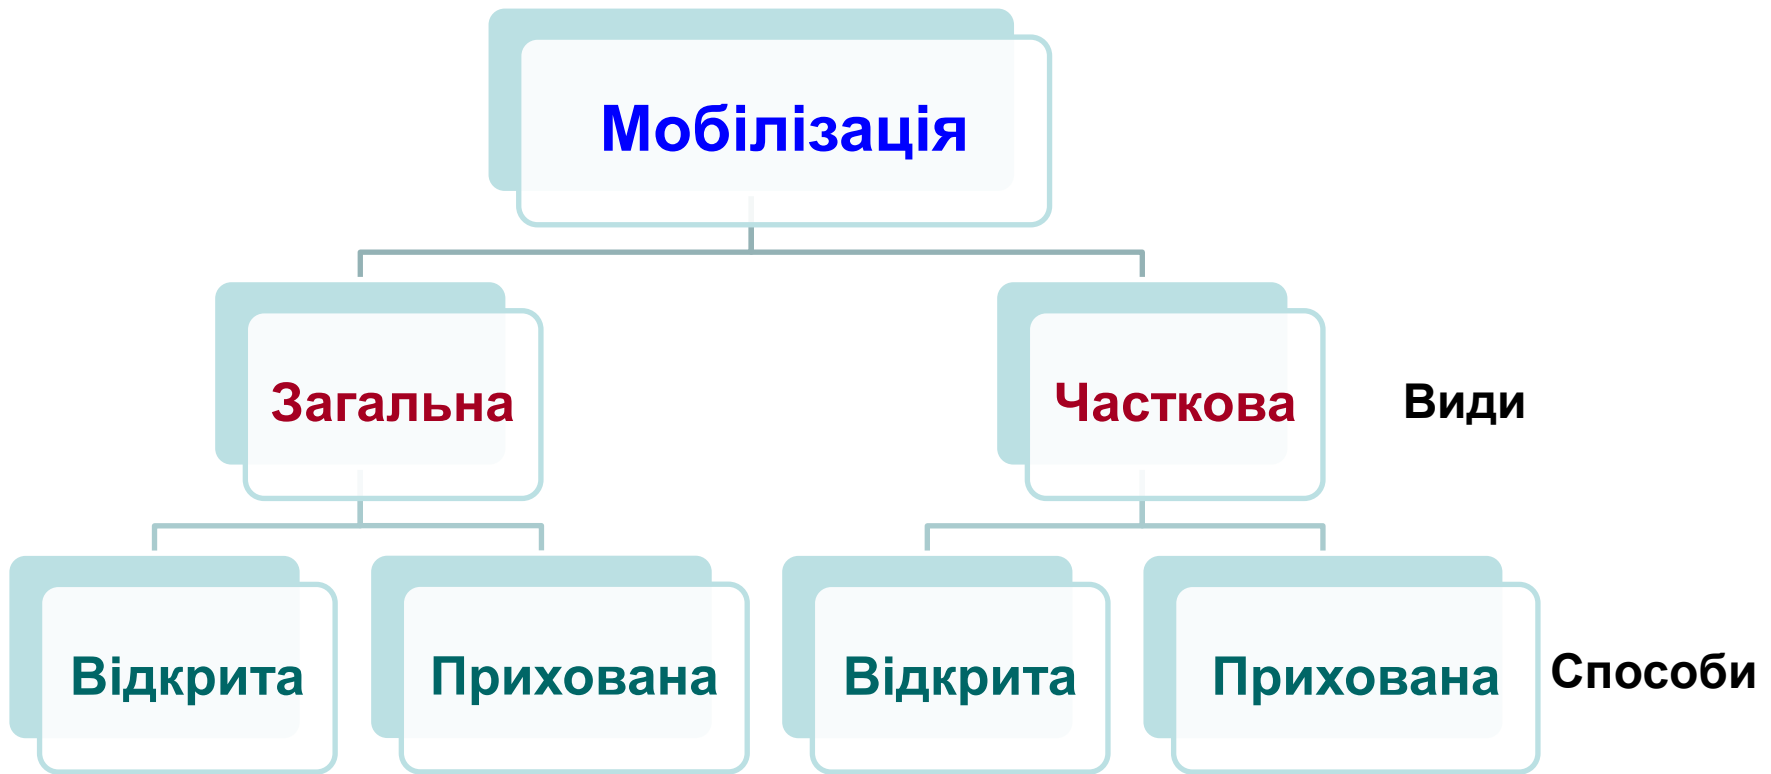 Мобілізація
Загальна
Часткова
Види
Відкрита
Прихована
Відкрита
Прихована
Способи